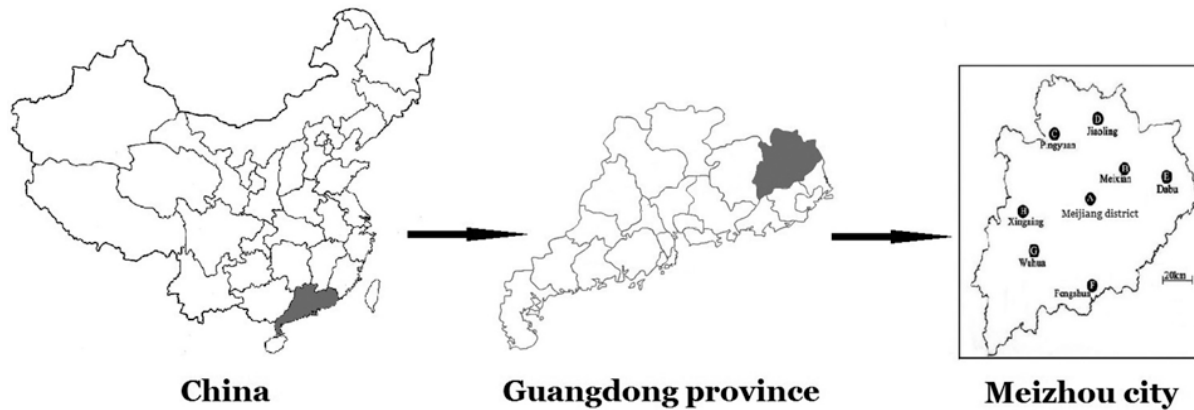 D
Jiaoling
C
Pingyuan
Meixian
E
Dabu
A
Meijiang district
H
Xingning
G
Wuhua
20km
F
Fengshun
China
Guangdong province
Meizhou city